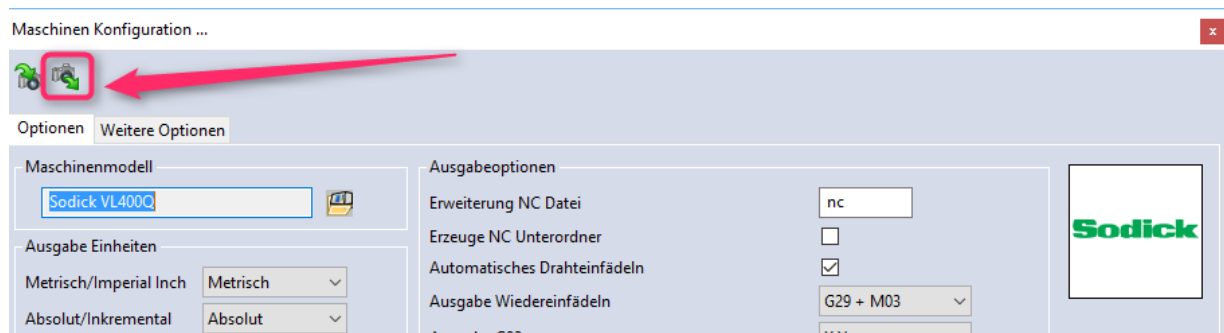 Maschinen Konfiguration ...
x
Optionen
Weitere Optionen
Maschinenmodell
Sodick VL400Q
Ausgabe Einheiten
Metrisch/Imperial Inch Metrisch
Absolut/Inkremental Absolut
Ausgabeoptionen
Erweiterung NC Datei nc
Erzeuge NC Unterordner
Automatisches Drahteinfädeln
Ausgabe Wiedereinfädeln G29 + M03
Sodick